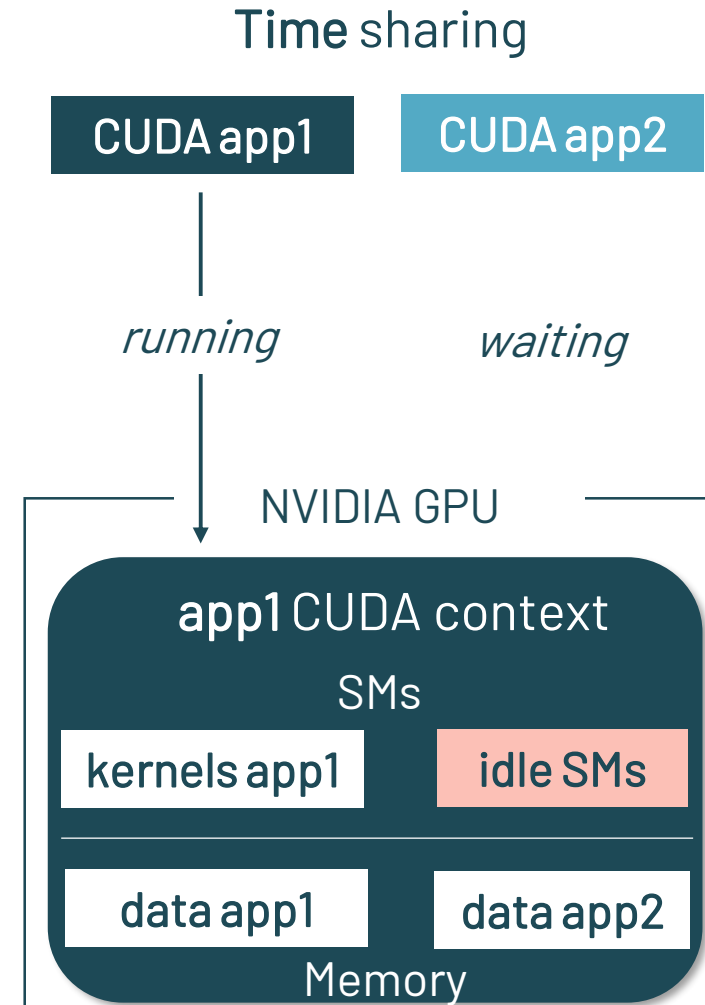 Time sharing
CUDA app1
CUDA app2
running
waiting
NVIDIA GPU
app1 CUDA context
SMs
kernels app1
idle SMs
data app1
data app2
Memory